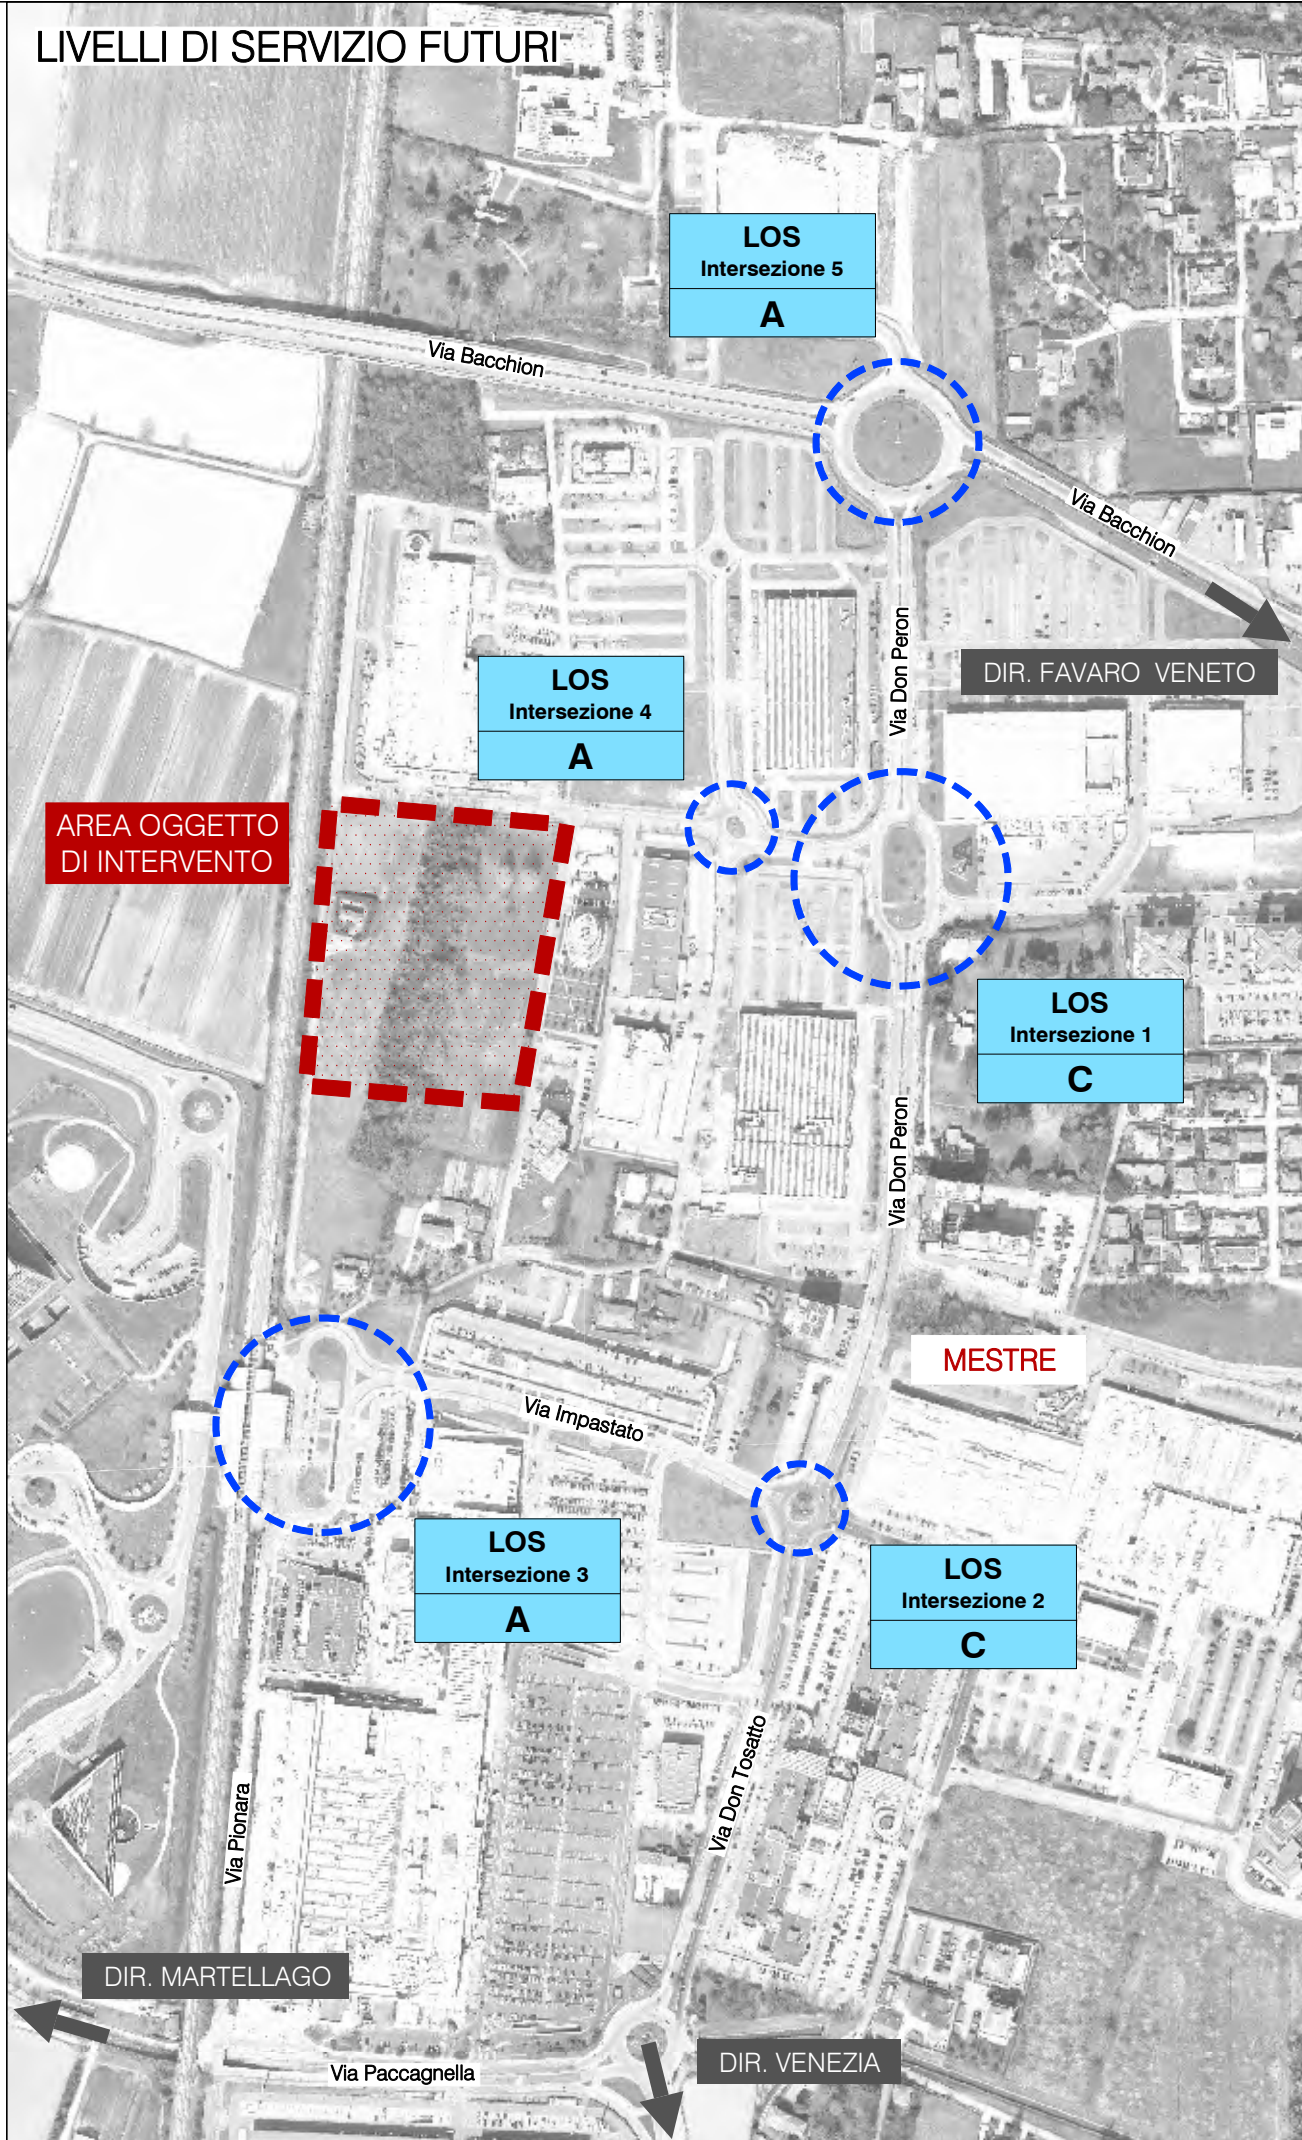 LIVELLI DI SERVIZIO FUTURI
LOS
Intersezione 5
A
Via Bacchion
Via Bacchion
DIR. FAVARO VENETO
Via Don Peron
LOS
Intersezione 4
A
AREA OGGETTO
DI INTERVENTO
LOS
Intersezione 1
C
Via Don Peron
MESTRE
Via Impastato
LOS
Intersezione 3
A
LOS
Intersezione 2
C
Via Don Tosatto
Via Pionara
DIR. MARTELLAGO
DIR. VENEZIA
Via Paccagnella